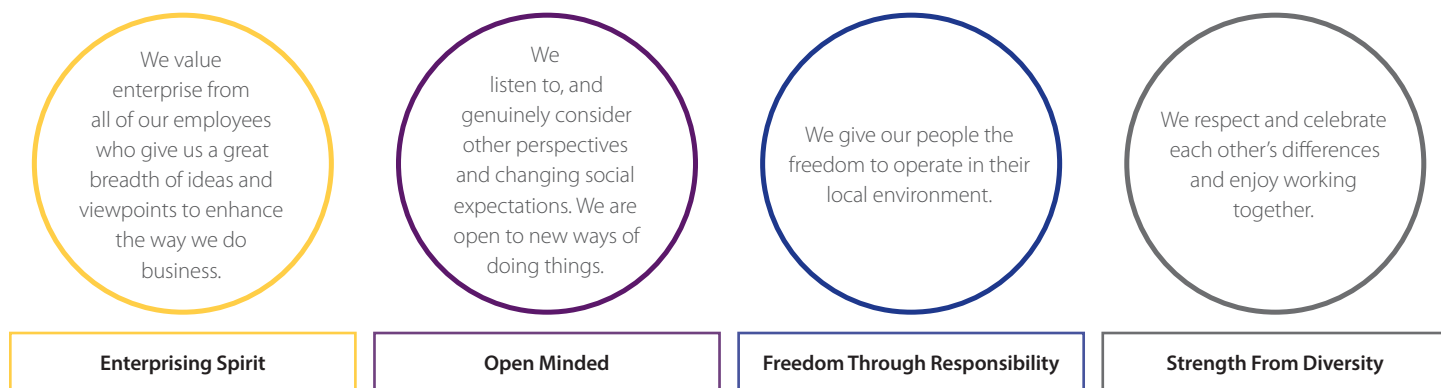 We value
enterprise from
all of our employees
who give us a great
breadth of ideas and
viewpoints to enhance
the way we do
business.
Enterprising Spirit
We
listen to, and
genuinely consider
other perspectives
and changing social
expectations. We are
open to new ways of
doing things.
Open Minded
We give our people the
freedom to operate in their
local environment.
Freedom Through Responsibility
We respect and celebrate
each other’s differences
and enjoy working
together.
Strength From Diversity